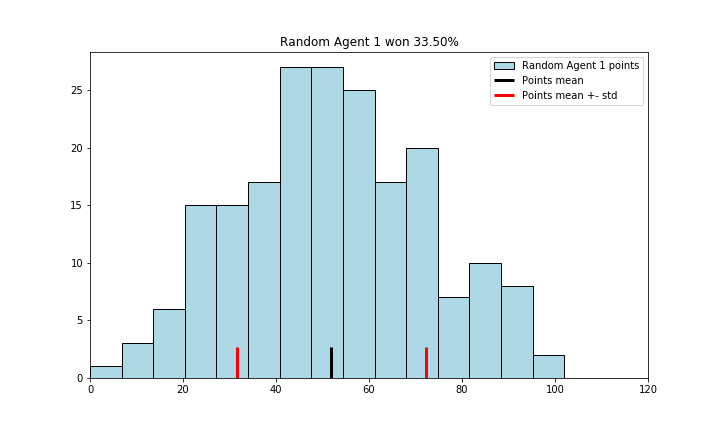 Random Agent 1 won 33.50%
Random Agent 1 points
Points mean
Points mean +- std
25
20
15
10
5
0
0 20 40 60 80 100 120